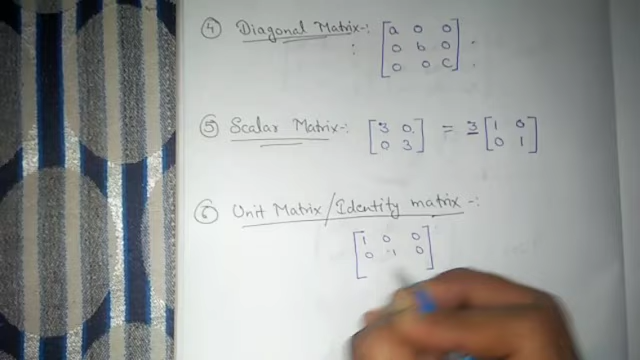 ④ Diagonal Matrix-: [a 0 0
: 0 b 0
0 0 c].
⑤ Scalar Matrix-: [3 0 = 3 [1 0
0 3] 0 1]
⑥ Unit Matrix/Identity matrix-:
[1 0 0
0 1 0]